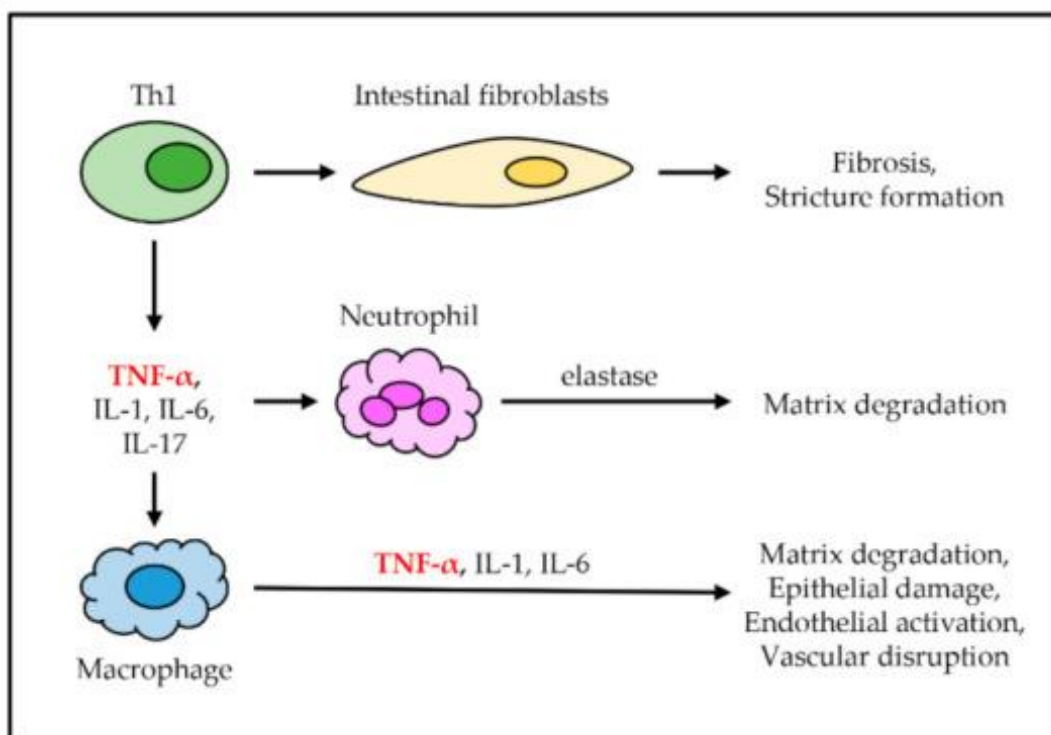 Th1
Intestinal fibroblasts
Fibrosis,
Stricture formation
Neutrophil
TNF-α,
IL-1, IL-6,
IL-17
elastase
Matrix degradation
TNF-α, IL-1, IL-6
Matrix degradation,
Epithelial damage,
Endothelial activation,
Vascular disruption
Macrophage